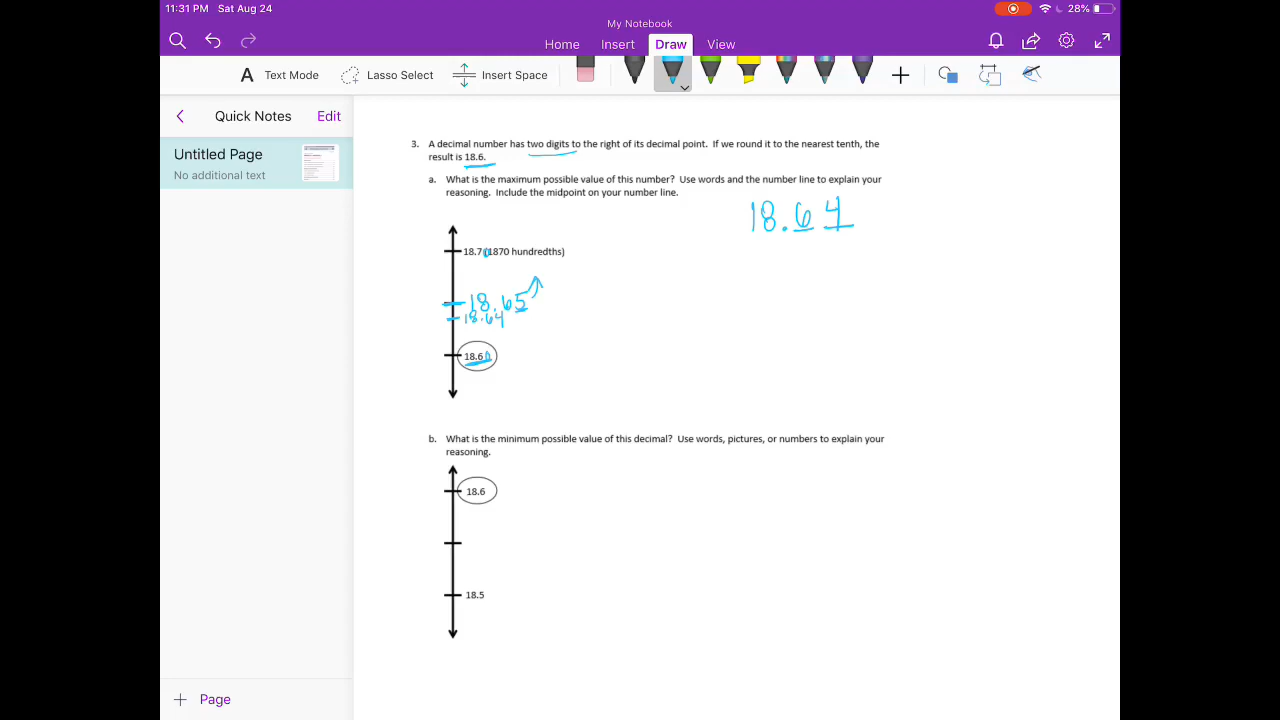 11:31 PM Sat Aug 24
28%
My Notebook
Home Insert Draw View
Text Mode Lasso Select Insert Space
Quick Notes Edit
Untitled Page
No additional text
3. A decimal number has two digits to the right of its decimal point. If we round it to the nearest tenth, the
result is 18.6.
a. What is the maximum possible value of this number? Use words and the number line to explain your
reasoning. Include the midpoint on your number line.
18.64
18.70 (1870 hundredths)
18.65
18.64
18.60
b. What is the minimum possible value of this decimal? Use words, pictures, or numbers to explain your
reasoning.
18.6
18.5
Page